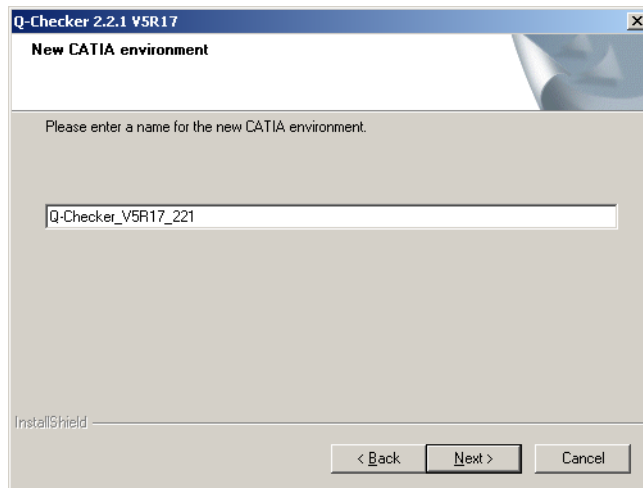 Q-Checker 2.2.1 V5R17
New CATIA environment
Please enter a name for the new CATIA environment.
Q-Checker_V5R17_221
InstallShield
< Back
Next >
Cancel